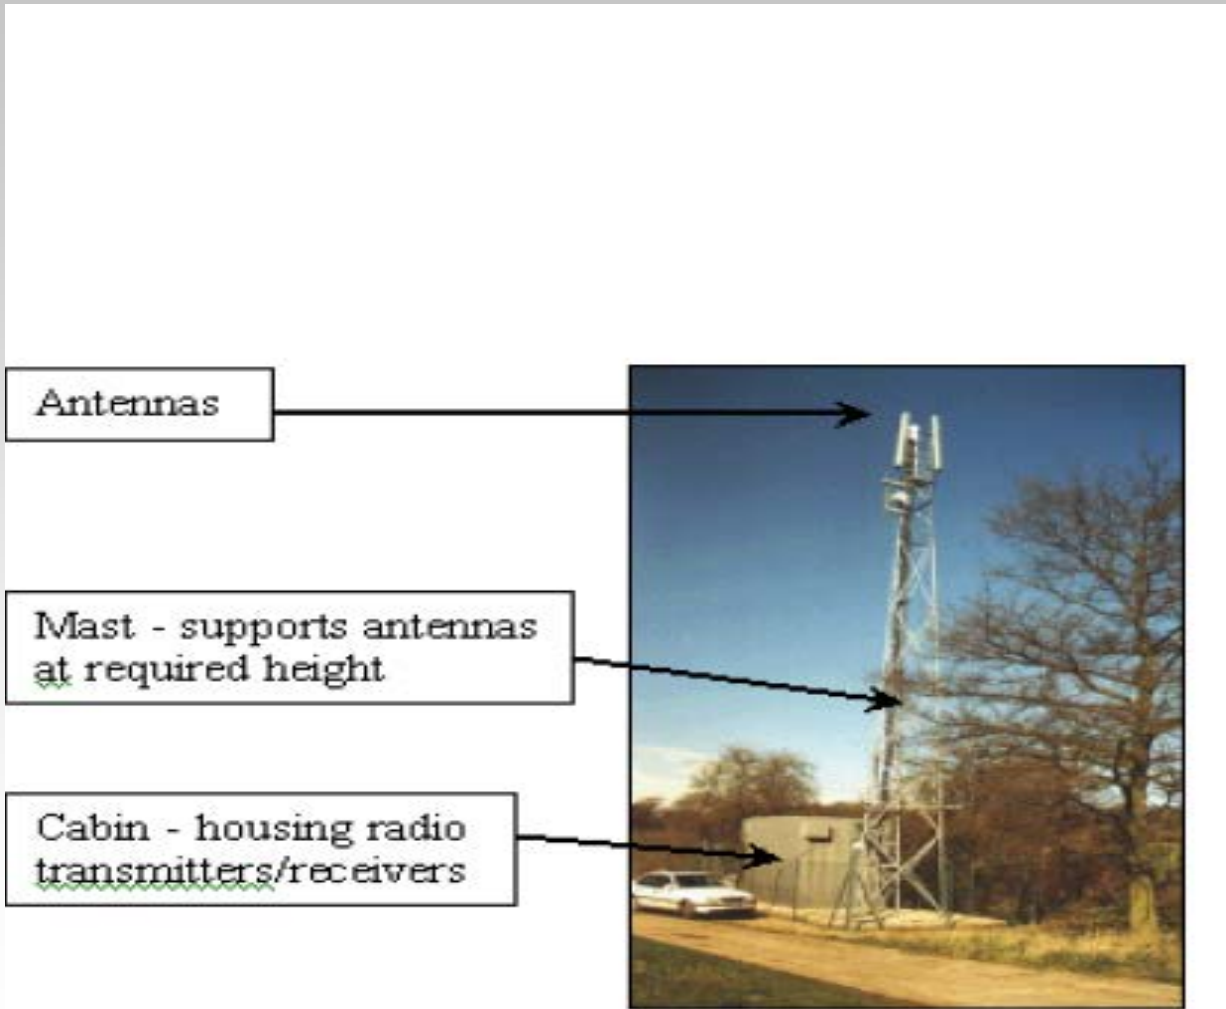 Antennas
Mast - supports antennas
at required height
Cabin - housing radio
transmitters/receivers